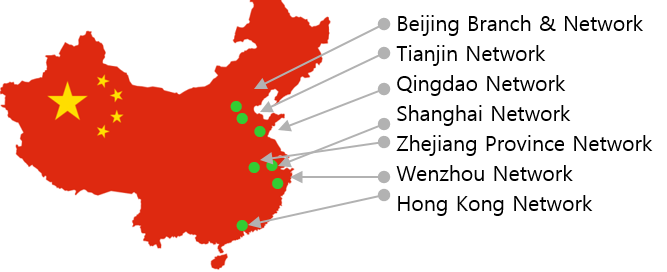 Beijing Branch & Network
Tianjin Network
Qingdao Network
Shanghai Network
Zhejiang Province Network
Wenzhou Network
Hong Kong Network